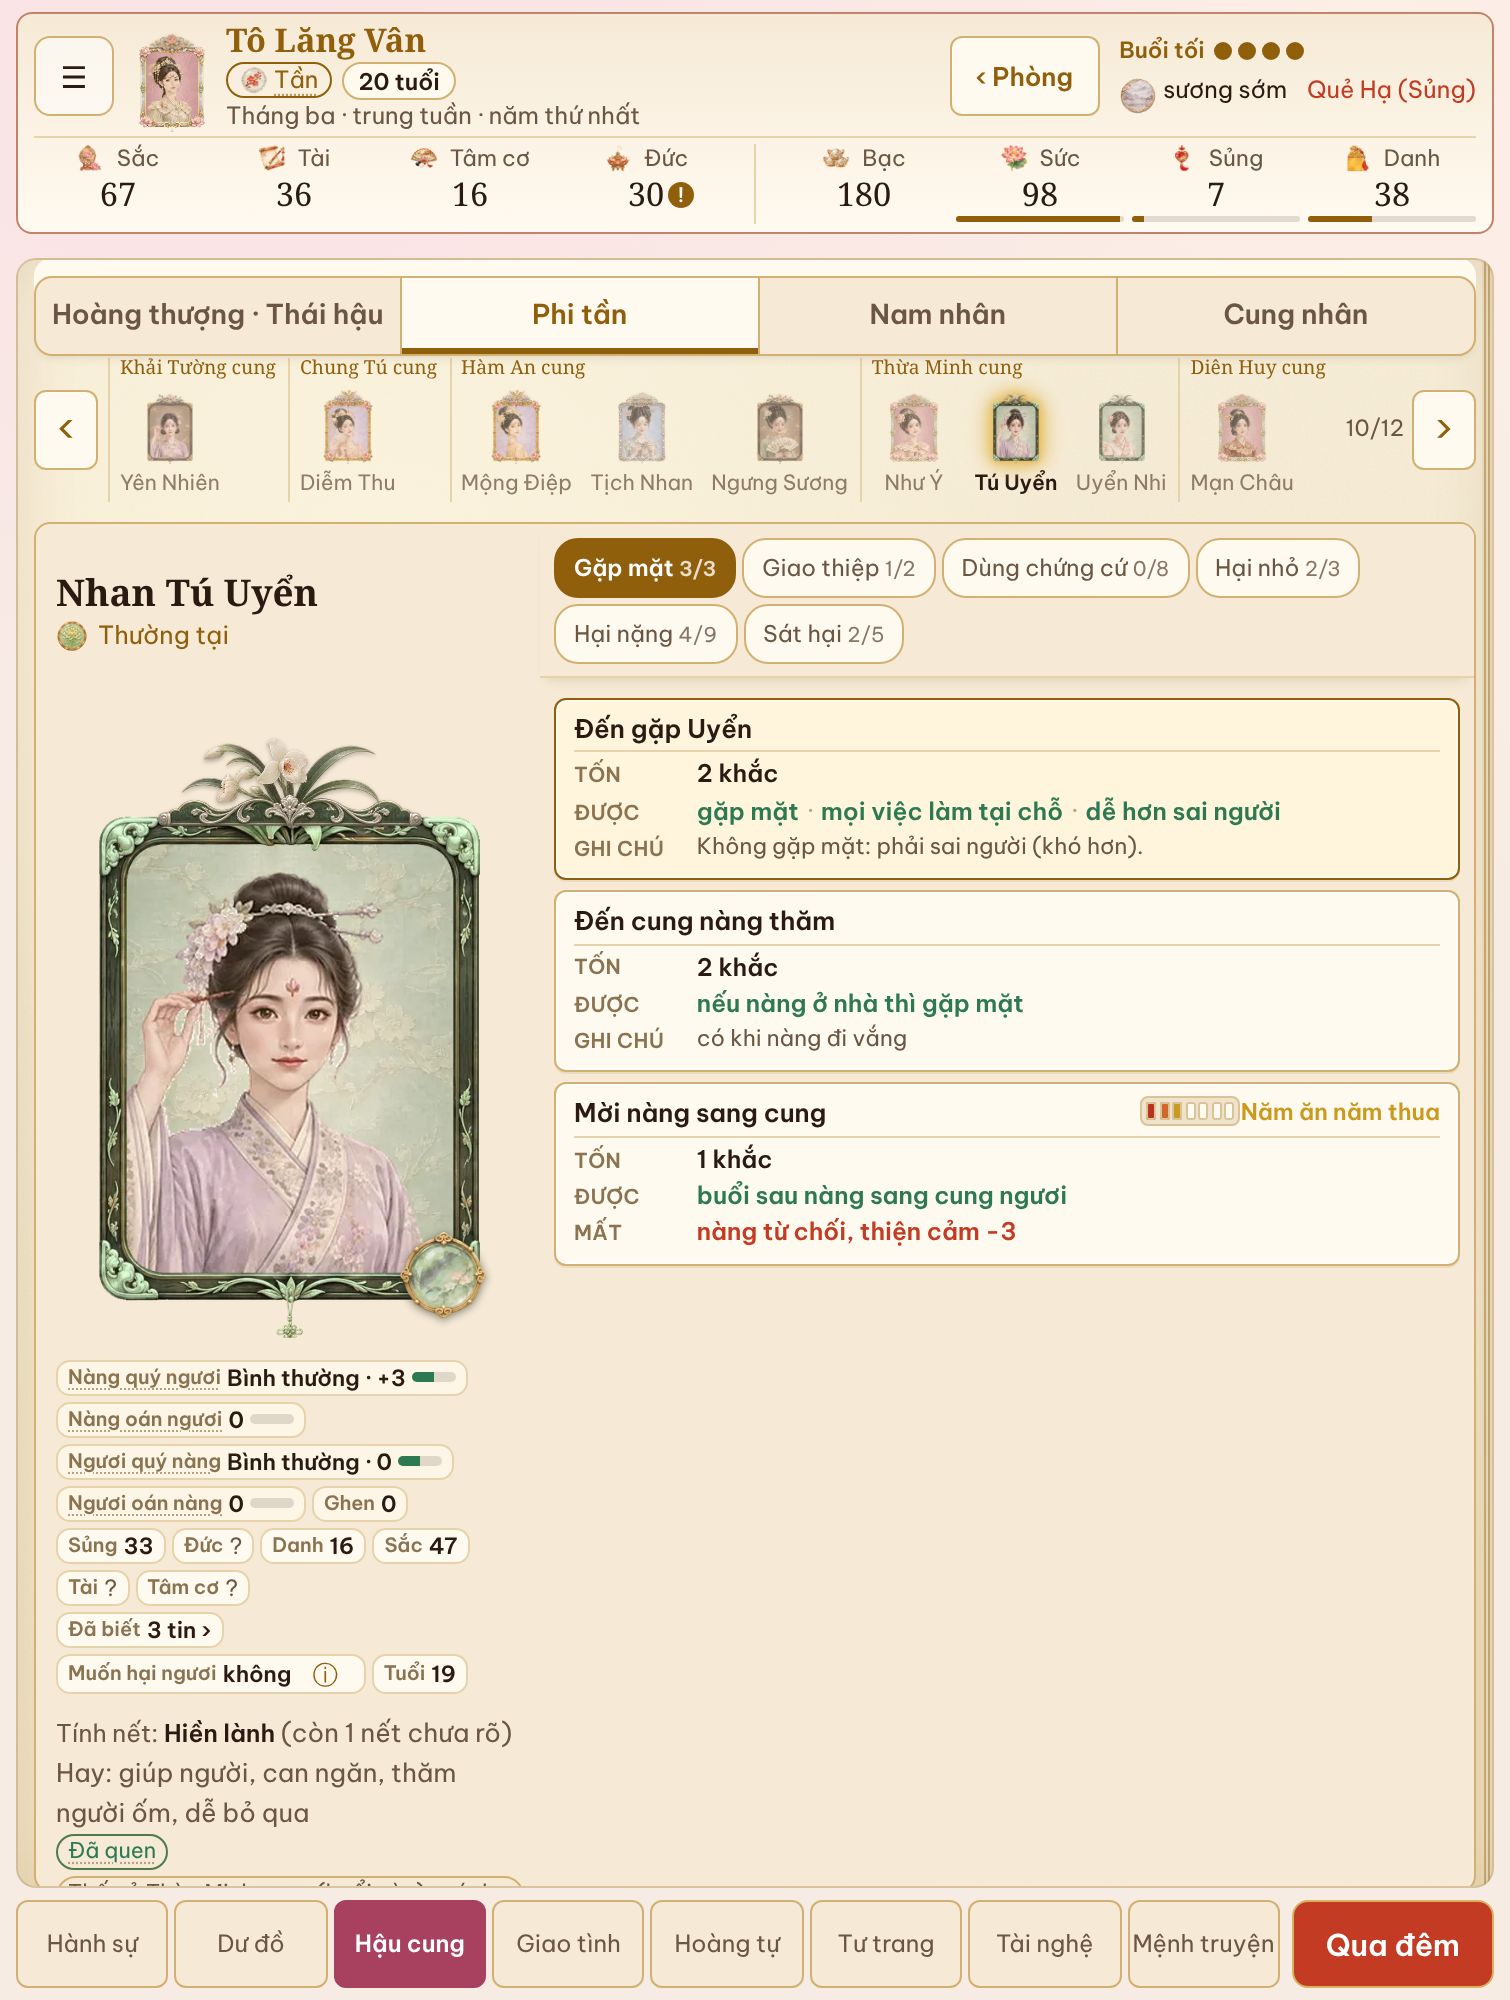 ☰
Tô Lăng Vân
Tần 20 tuổi
Tháng ba · trung tuần · năm thứ nhất
‹ Phòng
Buổi tối
sương sớm Quẻ Hạ (Sủng)
Sắc Tài Tâm cơ Đức Bạc Sức Sủng Danh
67 36 16 30 ! 180 98 7 38
Hoàng thượng · Thái hậu Phi tần Nam nhân Cung nhân
Khải Tường cung Chung Tú cung Hàm An cung Thừa Minh cung Diên Huy cung
‹ 10/12 ›
Yên Nhiên Diễm Thu Mộng Điệp Tịch Nhan Ngưng Sương Như Ý Tú Uyển Uyển Nhi Mạn Châu
Nhan Tú Uyển
Thường tại
Nàng quý ngươi Bình thường · +3
Nàng oán ngươi 0
Ngươi quý nàng Bình thường · 0
Ngươi oán nàng 0 Ghen 0
Sủng 33 Đức ? Danh 16 Sắc 47
Tài ? Tâm cơ ?
Đã biết 3 tin ›
Muốn hại ngươi không ⓘ Tuổi 19
Tính nết: Hiền lành (còn 1 nết chưa rõ)
Hay: giúp người, can ngăn, thăm
người ốm, dễ bỏ qua
Đã quen
Gặp mặt 3/3 Giao thiệp 1/2 Dùng chứng cứ 0/8 Hại nhỏ 2/3
Hại nặng 4/9 Sát hại 2/5
Đến gặp Uyển
TỐN 2 khắc
ĐƯỢC gặp mặt · mọi việc làm tại chỗ · dễ hơn sai người
GHI CHÚ Không gặp mặt: phải sai người (khó hơn).
Đến cung nàng thăm
TỐN 2 khắc
ĐƯỢC nếu nàng ở nhà thì gặp mặt
GHI CHÚ có khi nàng đi vắng
Mời nàng sang cung Năm ăn năm thua
TỐN 1 khắc
ĐƯỢC buổi sau nàng sang cung ngươi
MẤT nàng từ chối, thiện cảm -3
Hành sự Dư đồ Hậu cung Giao tình Hoàng tự Tư trang Tài nghệ Mệnh truyện Qua đêm